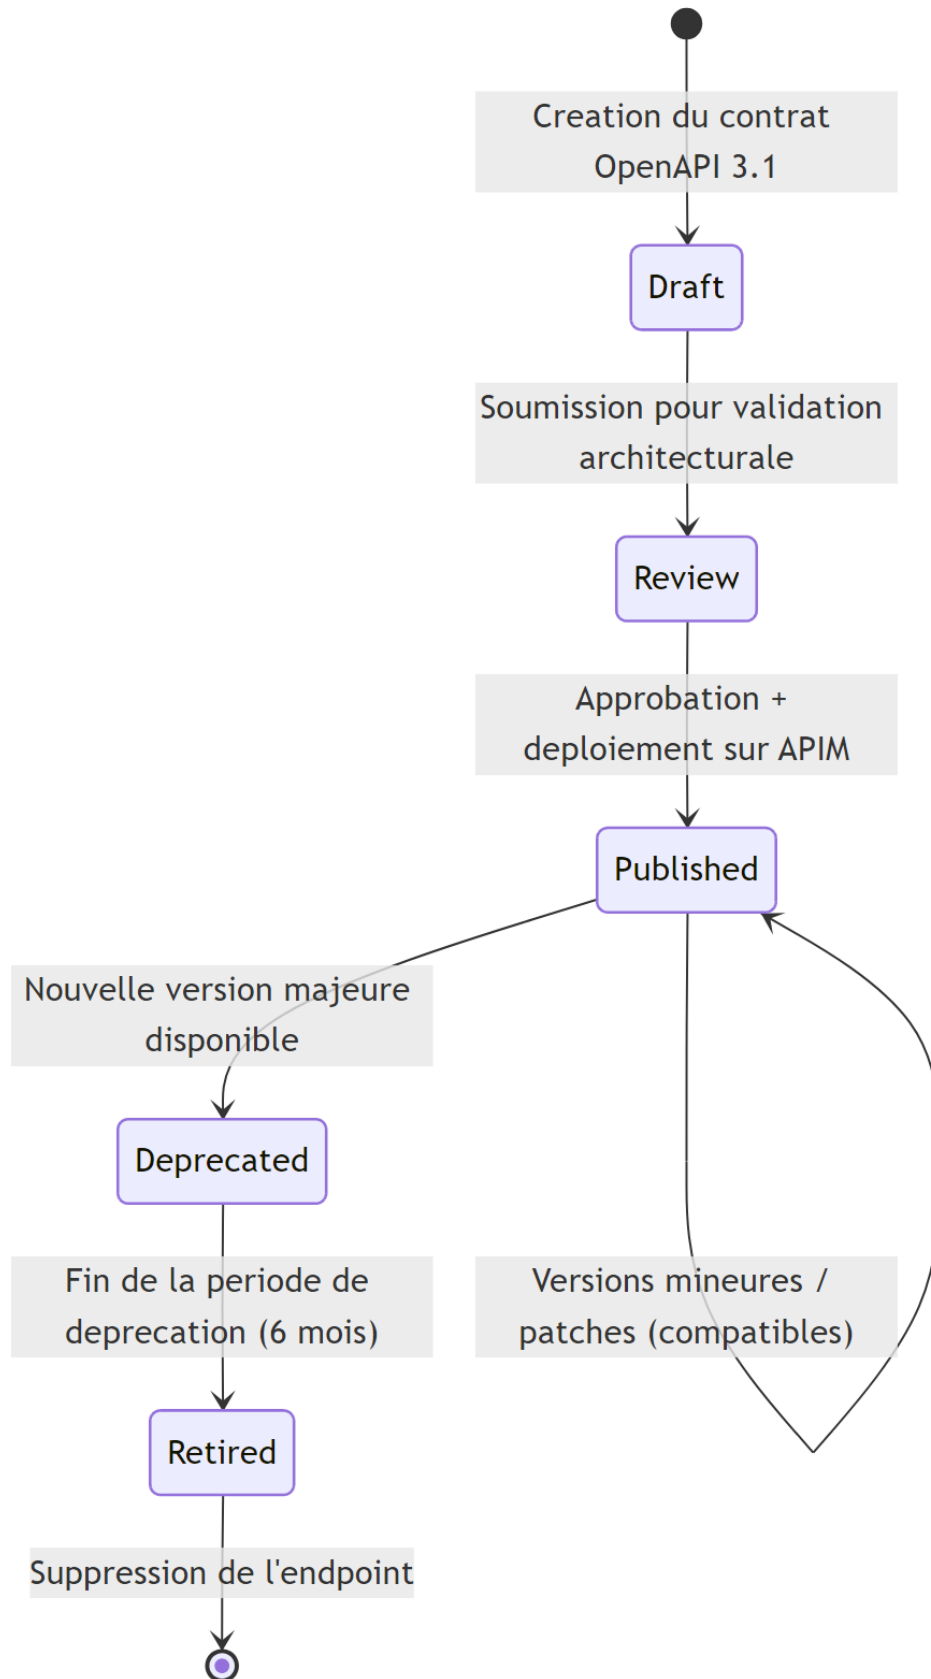 Creation du contrat
OpenAPI 3.1
Draft
Soumission pour validation
architecturale
Review
Approbation +
deploiement sur APIM
Published
Nouvelle version majeure
disponible
Deprecated
Fin de la periode de
deprecation (6 mois)
Versions mineures /
patches (compatibles)
Retired
Suppression de l'endpoint